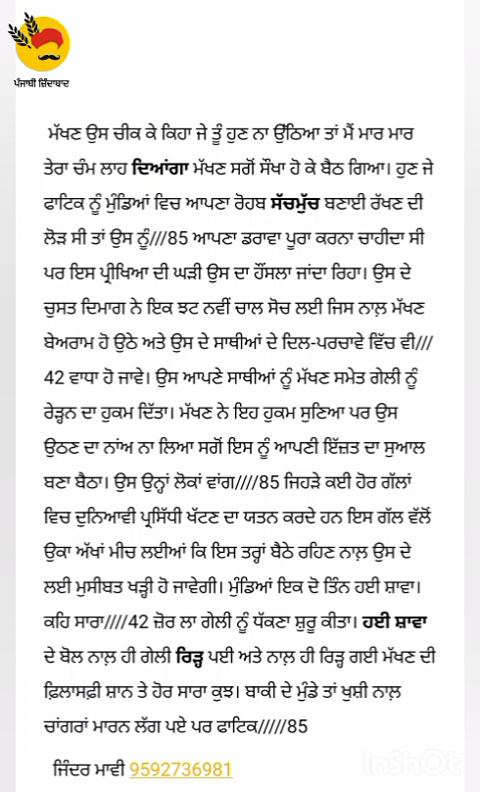 ਪੰਜਾਬੀ ਜ਼ਿੰਦਾਬਾਦ
ਮੱਖਣ ਉਸ ਚੀਕ ਕੇ ਕਿਹਾ ਜੇ ਤੂੰ ਹੁਣ ਨਾ ਉੱਠਿਆ ਤਾਂ ਮੈਂ ਮਾਰ ਮਾਰ
ਤੇਰਾ ਚੰਮ ਲਾਹ ਦਿਆਂਗਾ ਮੱਖਣ ਸਗੋਂ ਸੌਖਾ ਹੋ ਕੇ ਬੈਠ ਗਿਆ। ਹੁਣ ਜੇ
ਫਾਟਿਕ ਨੂੰ ਮੁੰਡਿਆਂ ਵਿਚ ਆਪਣਾ ਰੋਹਬ ਸੱਚਮੁੱਚ ਬਣਾਈ ਰੱਖਣ ਦੀ
ਲੋੜ ਸੀ ਤਾਂ ਉਸ ਨੂੰ///85 ਆਪਣਾ ਡਰਾਵਾ ਪੂਰਾ ਕਰਨਾ ਚਾਹੀਦਾ ਸੀ
ਪਰ ਇਸ ਪ੍ਰੀਖਿਆ ਦੀ ਘੜੀ ਉਸ ਦਾ ਹੌਂਸਲਾ ਜਾਂਦਾ ਰਿਹਾ। ਉਸ ਦੇ
ਚੁਸਤ ਦਿਮਾਗ ਨੇ ਇਕ ਝਟ ਨਵੀਂ ਚਾਲ ਸੋਚ ਲਈ ਜਿਸ ਨਾਲ਼ ਮੱਖਣ
ਬੇਅਰਾਮ ਹੋ ਉਠੇ ਅਤੇ ਉਸ ਦੇ ਸਾਥੀਆਂ ਦੇ ਦਿਲ-ਪਰਚਾਵੇ ਵਿੱਚ ਵੀ///
42 ਵਾਧਾ ਹੋ ਜਾਵੇ। ਉਸ ਆਪਣੇ ਸਾਥੀਆਂ ਨੂੰ ਮੱਖਣ ਸਮੇਤ ਗੇਲੀ ਨੂੰ
ਰੇੜ੍ਹਨ ਦਾ ਹੁਕਮ ਦਿੱਤਾ। ਮੱਖਣ ਨੇ ਇਹ ਹੁਕਮ ਸੁਣਿਆ ਪਰ ਉਸ
ਉਠਣ ਦਾ ਨਾਂਅ ਨਾ ਲਿਆ ਸਗੋਂ ਇਸ ਨੂੰ ਆਪਣੀ ਇੱਜ਼ਤ ਦਾ ਸੁਆਲ
ਬਣਾ ਬੈਠਾ। ਉਸ ਉਨ੍ਹਾਂ ਲੋਕਾਂ ਵਾਂਗ////85 ਜਿਹੜੇ ਕਈ ਹੋਰ ਗੱਲਾਂ
ਵਿਚ ਦੁਨਿਆਵੀ ਪ੍ਰਸਿੱਧੀ ਖੱਟਣ ਦਾ ਯਤਨ ਕਰਦੇ ਹਨ ਇਸ ਗੱਲ ਵੱਲੋਂ
ਉਕਾ ਅੱਖਾਂ ਮੀਚ ਲਈਆਂ ਕਿ ਇਸ ਤਰ੍ਹਾਂ ਬੈਠੇ ਰਹਿਣ ਨਾਲ਼ ਉਸ ਦੇ
ਲਈ ਮੁਸੀਬਤ ਖੜ੍ਹੀ ਹੋ ਜਾਵੇਗੀ। ਮੁੰਡਿਆਂ ਇਕ ਦੋ ਤਿੰਨ ਹਈ ਸ਼ਾਵਾ।
ਕਹਿ ਸਾਰਾ////42 ਜ਼ੋਰ ਲਾ ਗੇਲੀ ਨੂੰ ਧੱਕਣਾ ਸ਼ੁਰੂ ਕੀਤਾ। ਹਈ ਸ਼ਾਵਾ
ਦੇ ਬੋਲ ਨਾਲ਼ ਹੀ ਗੇਲੀ ਰਿੜ੍ਹ ਪਈ ਅਤੇ ਨਾਲ਼ ਹੀ ਰਿੜ੍ਹ ਗਈ ਮੱਖਣ ਦੀ
ਫ਼ਿਲਾਸਫ਼ੀ ਸ਼ਾਨ ਤੇ ਹੋਰ ਸਾਰਾ ਕੁਝ। ਬਾਕੀ ਦੇ ਮੁੰਡੇ ਤਾਂ ਖੁਸ਼ੀ ਨਾਲ਼
ਚਾਂਗਰਾਂ ਮਾਰਨ ਲੱਗ ਪਏ ਪਰ ਫਾਟਿਕ/////85
ਜਿੰਦਰ ਮਾਵੀ 9592736981
InShOt